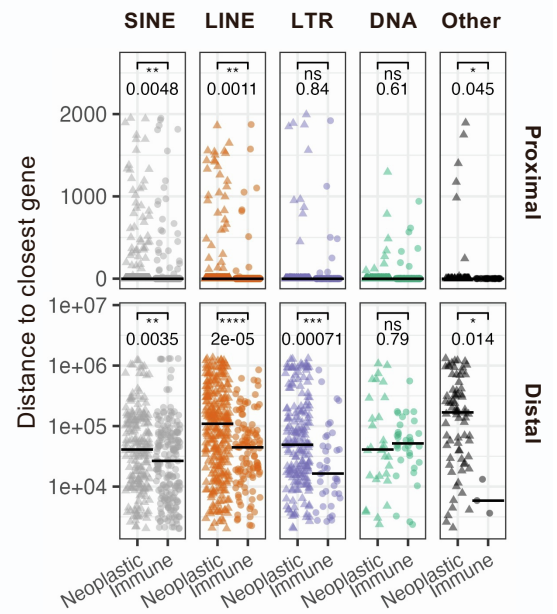 SINE LINE LTR DNA Other
** ** ns ns *
0.0048 0.0011 0.84 0.61 0.045
2000
1000
0
Proximal
Distance to closest gene
1e+07
** **** *** ns *
0.0035 2e-05 0.00071 0.79 0.014
1e+06
1e+05
1e+04
Distal
Neoplastic Immune Neoplastic Immune Neoplastic Immune Neoplastic Immune Neoplastic Immune